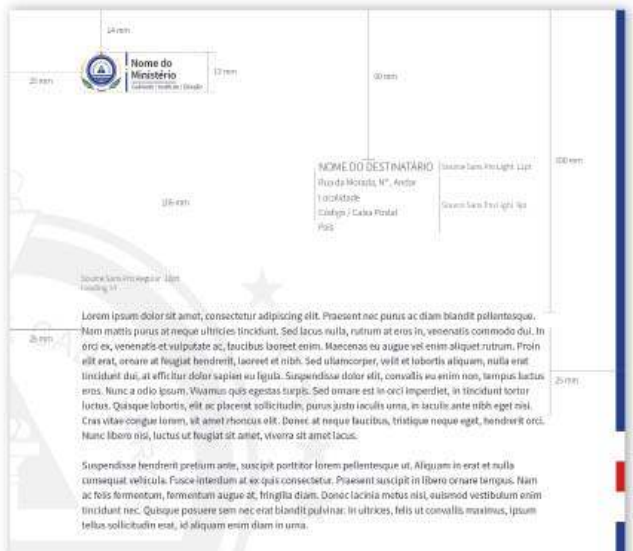 14 mm
Nome do
Ministério
12 mm
NOME DO DESTINATÁRIO
Source Sans Pro Light 11pt
Rua da Morada, Nº, Andar
Localidade
Código / Caixa Postal
País
Source Sans Pro Light 9pt
Source Sans Pro Regular 10pt
Lorem ipsum dolor sit amet, consectetur adipiscing elit. Praesent nec purus ac diam blandit pellentesque.
Nam mattis purus at neque ultricies tincidunt. Sed lacus nulla, rutrum at eros in, venenatis commodo dui. In
orci ex, venenatis et vulputate ac, faucibus laoreet enim. Maecenas eu augue vel enim aliquet rutrum. Proin
elit erat, ornare at feugiat hendrerit, laoreet et nibh. Sed ullamcorper, velit et lobortis aliquam, nulla erat
tincidunt dui, at efficitur dolor sapien eu ligula. Suspendisse dolor elit, convallis eu enim non, tempus luctus
eros. Nunc a odio ipsum. Vivamus quis egestas turpis. Sed ornare est in orci imperdiet, in tincidunt tortor
luctus. Quisque lobortis, elit ac placerat sollicitudin, purus justo iaculis urna, in iaculis ante nibh eget nisi.
Cras vitae congue lorem, sit amet rhoncus elit. Donec at neque faucibus, tristique neque eget, hendrerit orci.
Nunc libero nisi, luctus ut feugiat sit amet, viverra sit amet lacus.
25 mm
Suspendisse hendrerit pretium ante, suscipit porttitor lorem pellentesque ut. Aliquam in erat et nulla
consequat vehicula. Fusce interdum at ex quis consectetur. Praesent suscipit in libero ornare tempus. Nam
ac felis fermentum, fermentum augue at, fringilla diam. Donec lacinia metus nisi, euismod vestibulum enim
tincidunt nec. Quisque posuere sem nec erat blandit pulvinar. In ultrices, felis ut convallis maximus, ipsum
tellus sollicitudin erat, id aliquam enim diam in urna.